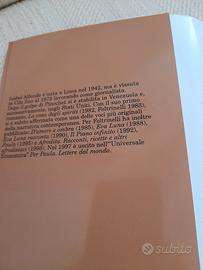 Isabel Allende è nata a Lima nel 1942, ma è vissuta
in Cile fino al 1973 lavorando come giornalista.
Dopo il golpe di Pinochet si è stabilita in Venezuela e,
successivamente, negli Stati Uniti. Con il suo primo
romanzo, La casa degli spiriti (1982, Feltrinelli 1983),
si è subito affermata come una delle voci più originali
della narrativa contemporanea. Per Feltrinelli ha inoltre
pubblicato: D'amore e ombra (1985), Eva Luna (1988),
Eva Luna racconta (1990), Il Piano infinito (1992),
Paula (1995) e Afrodita. Racconti, ricette e altri
afrodisiaci (1998). Nel 1997 è uscito nell'"Universale
Economica" Per Paula. Lettere dal mondo.
subito.it